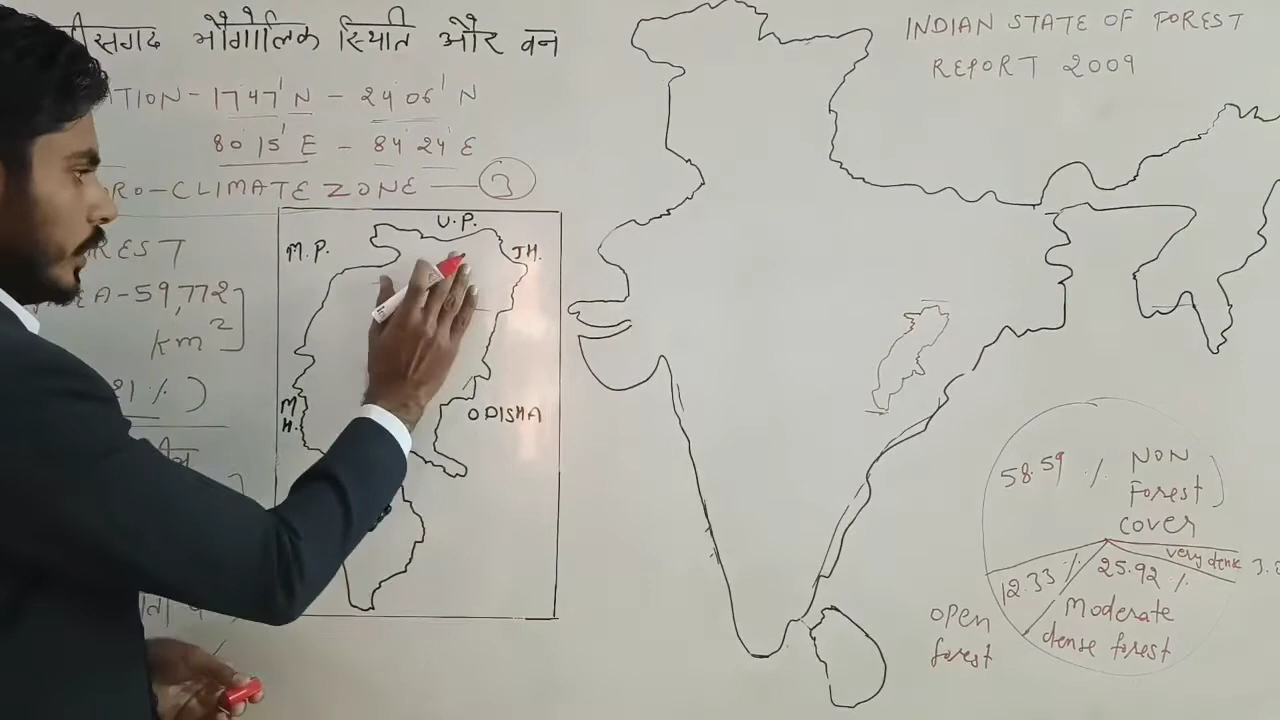 भौगोलिक स्थिति और वन
17°47' N - 24°06' N
80°15' E - 84°24' E
RO-CLIMATE ZONE — 3
REST
A-59,772
km²
%)
U.P.
M.P.
JH.
M
H.
ODISHA
INDIAN STATE OF FOREST
REPORT 2009
58.59 % NON
Forest
cover
very dense 3.
12.33 %
25.92 %
Moderate
dense forest
open
forest